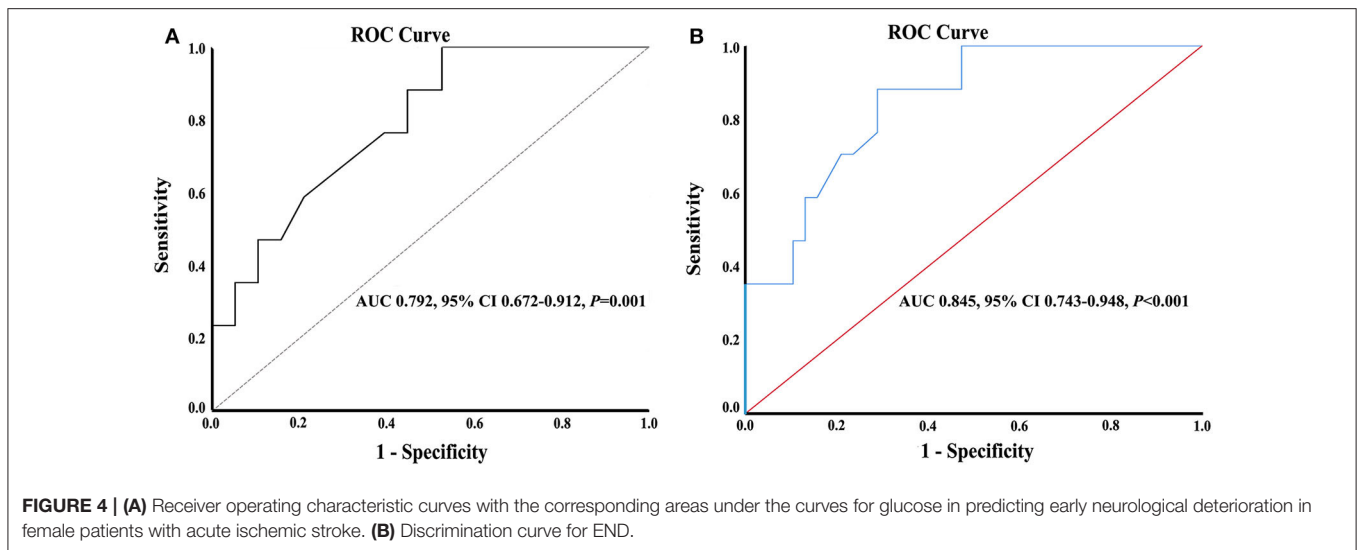 A
ROC Curve
1.0
0.8
0.6
0.4
0.2
0.0
Sensitivity
AUC 0.792, 95% CI 0.672-0.912, P=0.001
0.0 0.2 0.4 0.6 0.8 1.0
1 - Specificity
B
ROC Curve
1.0
0.8
0.6
0.4
0.2
0.0
Sensitivity
AUC 0.845, 95% CI 0.743-0.948, P<0.001
0.0 0.2 0.4 0.6 0.8 1.0
1 - Specificity
FIGURE 4 | (A) Receiver operating characteristic curves with the corresponding areas under the curves for glucose in predicting early neurological deterioration in
female patients with acute ischemic stroke. (B) Discrimination curve for END.